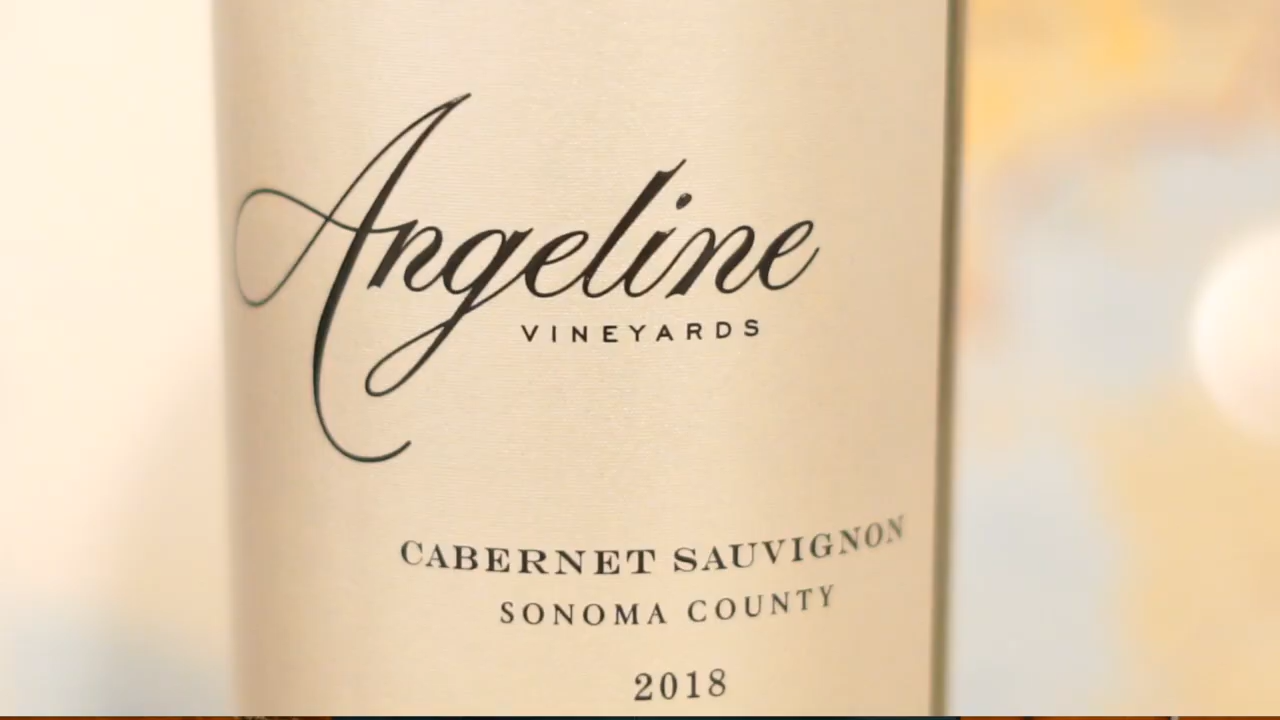 Angeline
VINEYARDS
CABERNET SAUVIGNON
SONOMA COUNTY
2018